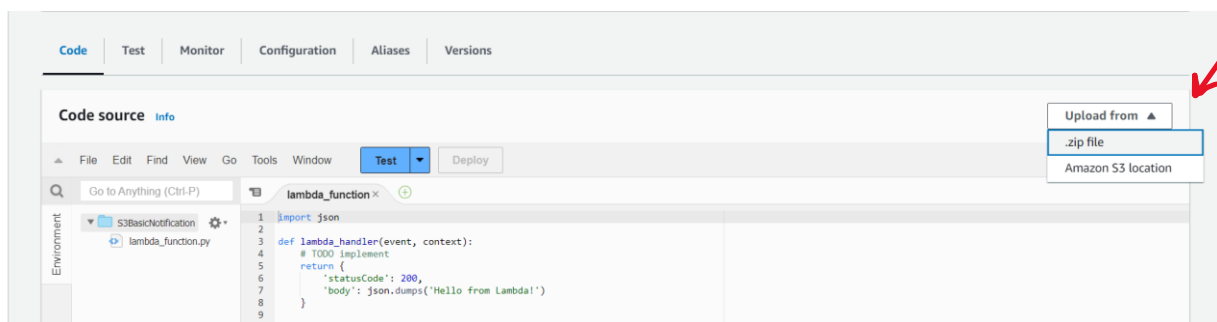 Code Test Monitor Configuration Aliases Versions
Code source Info
Upload from
.zip file
Amazon S3 location
File Edit Find View Go Tools Window Test Deploy
Go to Anything (Ctrl-P)
lambda_function
Environment
S3BasicNotification
lambda_function.py
1 import json
2
3 def lambda_handler(event, context):
4 # TODO implement
5 return {
6 'statusCode': 200,
7 'body': json.dumps('Hello from Lambda!')
8 }
9